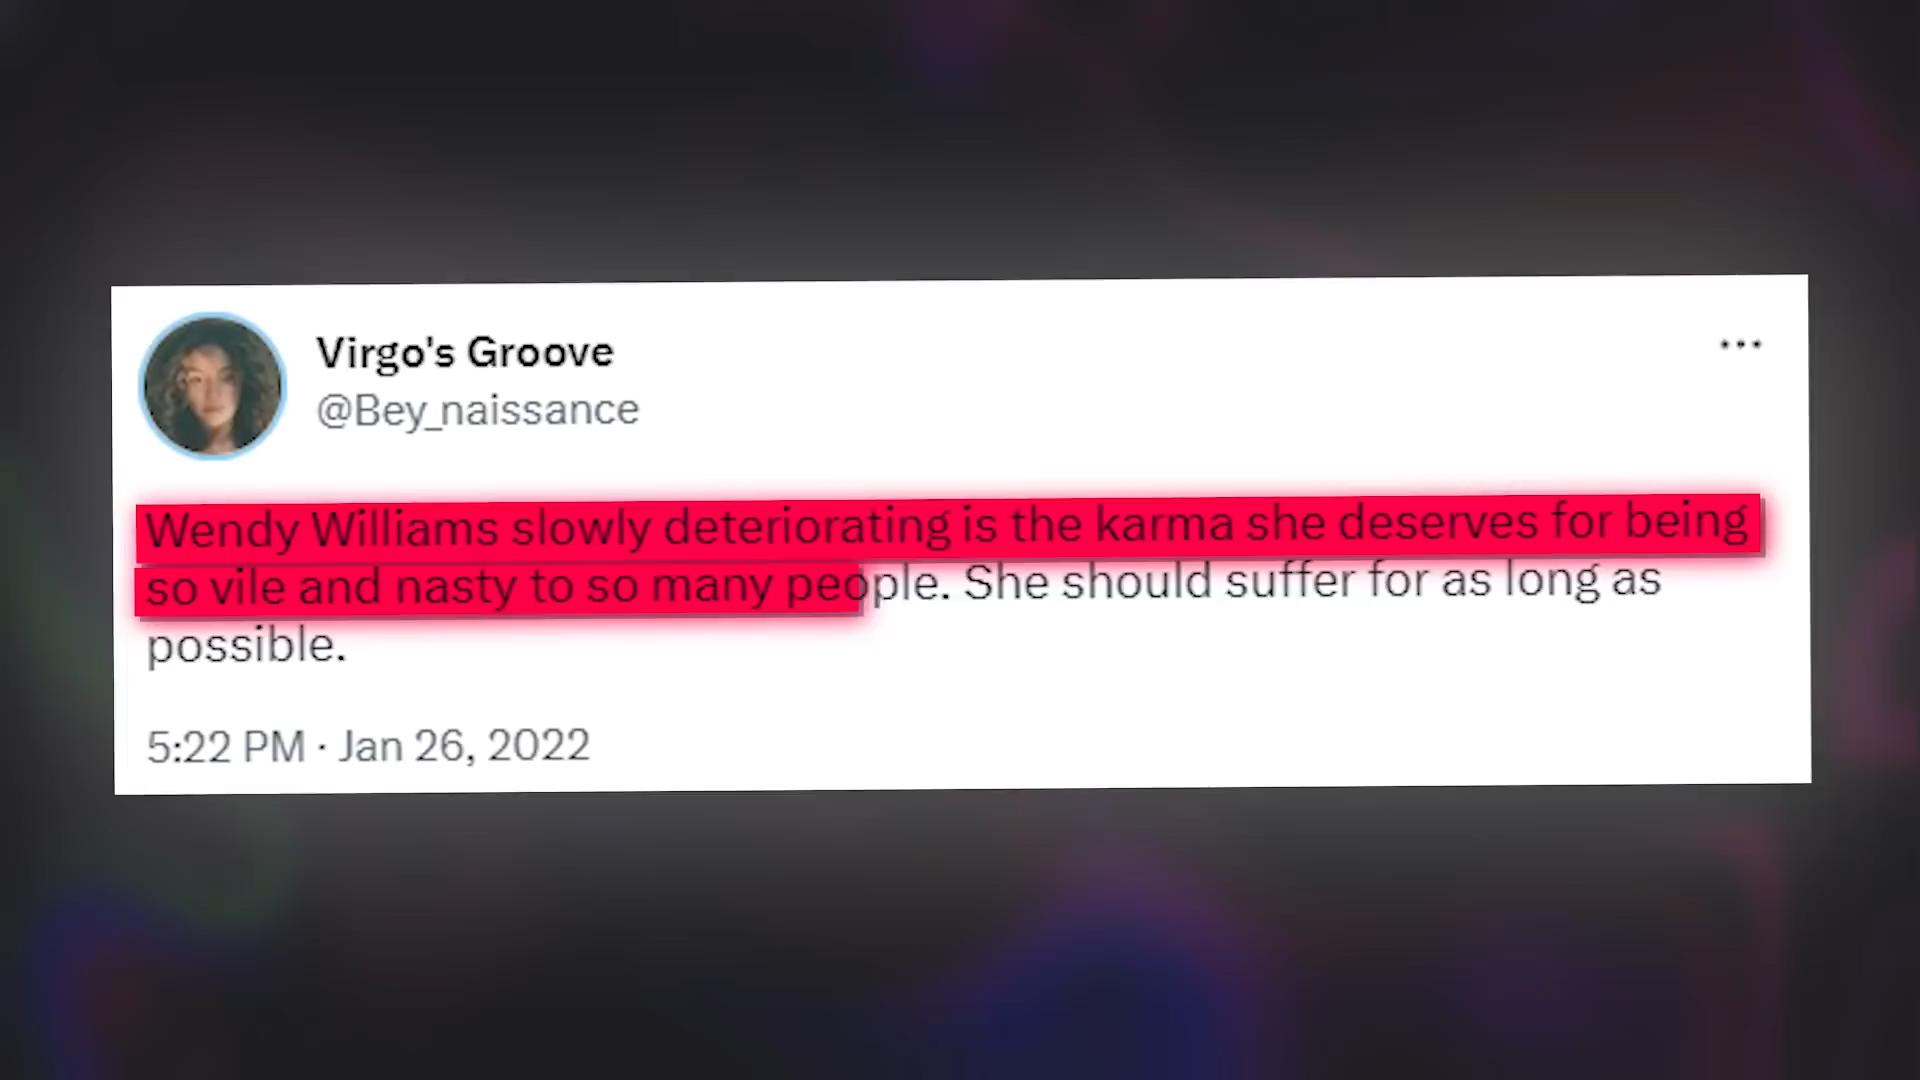 Virgo's Groove
@Bey_naissance
Wendy Williams slowly deteriorating is the karma she deserves for being
so vile and nasty to so many people. She should suffer for as long as
possible.
5:22 PM · Jan 26, 2022